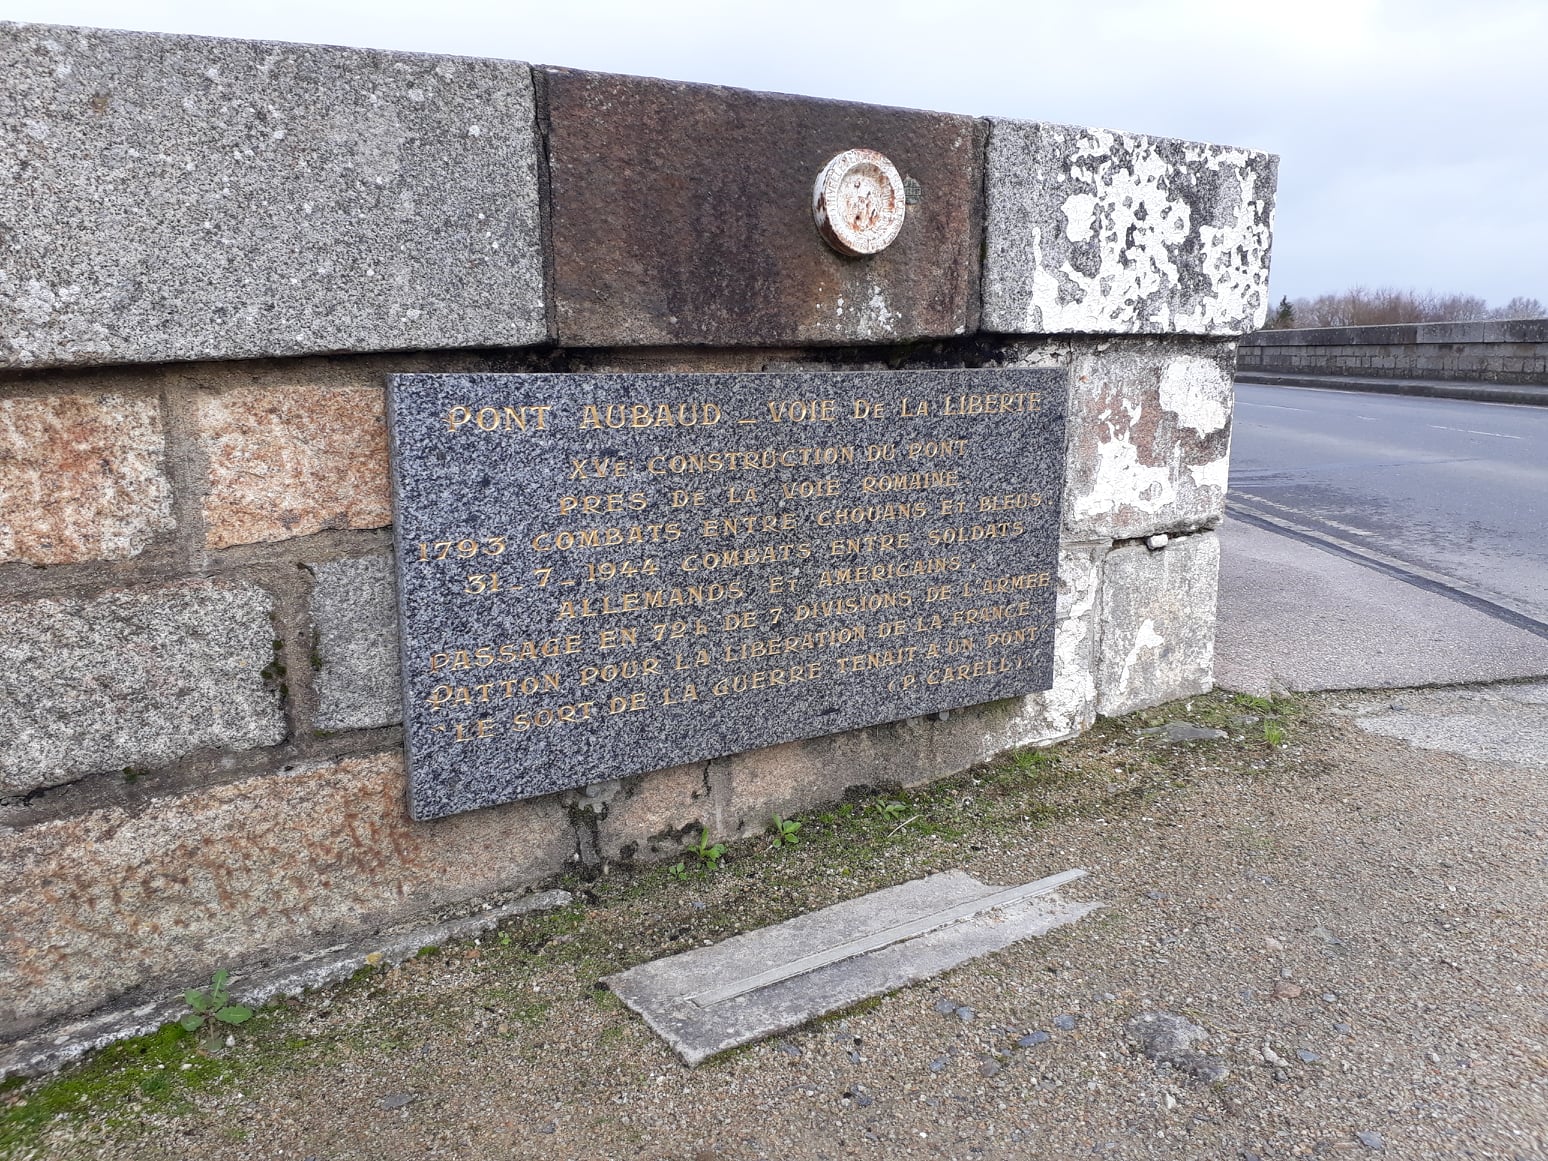 PONT AUBAUD _ VOIE DE LA LIBERTE
XVE CONSTRUCTION DU PONT
PRES DE LA VOIE ROMAINE
1793 COMBATS ENTRE CHOUANS ET BLEUS
31_7_1944 COMBATS ENTRE SOLDATS
ALLEMANDS ET AMERICAINS.
PASSAGE EN 72H DE 7 DIVISIONS DE L'ARMEE
PATTON POUR LA LIBERATION DE LA FRANCE
"LE SORT DE LA GUERRE TENAIT A UN PONT"
(P. CARELL)